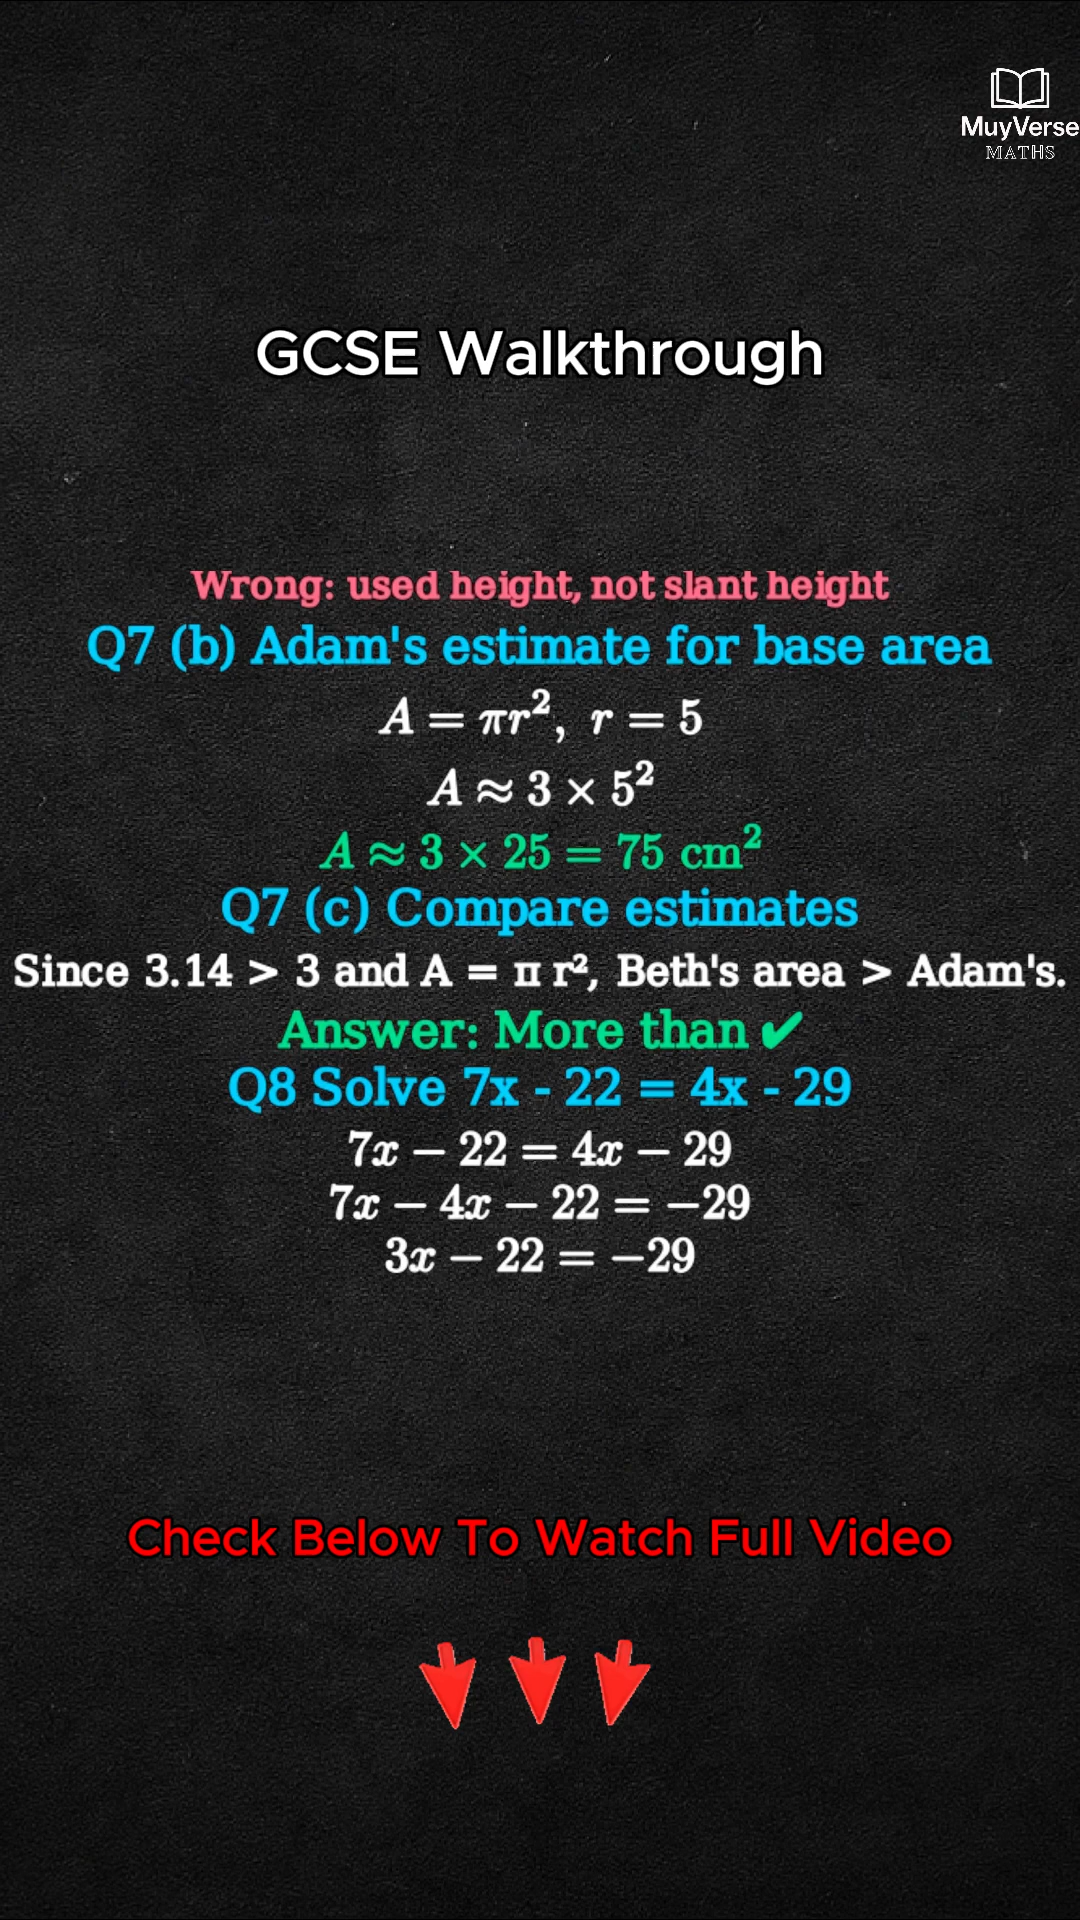 MuyVerse
MATHS
GCSE Walkthrough
Wrong: used height, not slant height
Q7 (b) Adam's estimate for base area
A = πr², r = 5
A ≈ 3 × 5²
A ≈ 3 × 25 = 75 cm²
Q7 (c) Compare estimates
Since 3.14 > 3 and A = π r², Beth's area > Adam's.
Answer: More than ✔
Q8 Solve 7x - 22 = 4x - 29
7x − 22 = 4x − 29
7x − 4x − 22 = −29
3x − 22 = −29
Check Below To Watch Full Video